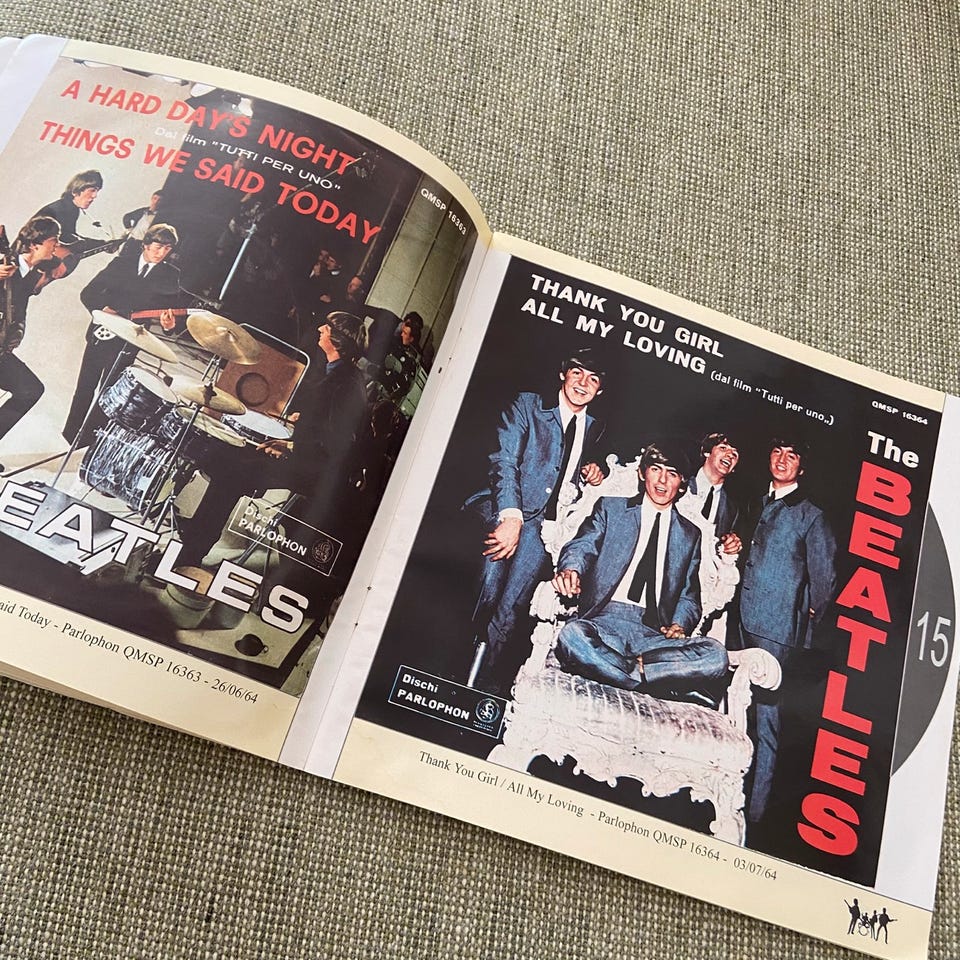 A HARD DAY'S NIGHT
Dal film "TUTTI PER UNO"
THINGS WE SAID TODAY
QMSP 16363
Dischi
PARLOPHON
EATLES
aid Today - Parlophon QMSP 16363 - 26/06/64
THANK YOU GIRL
ALL MY LOVING (dal film "Tutti per uno„)
QMSP 16364
The
BEATLES
15
Dischi
PARLOPHON
Thank You Girl / All My Loving - Parlophon QMSP 16364 - 03/07/64